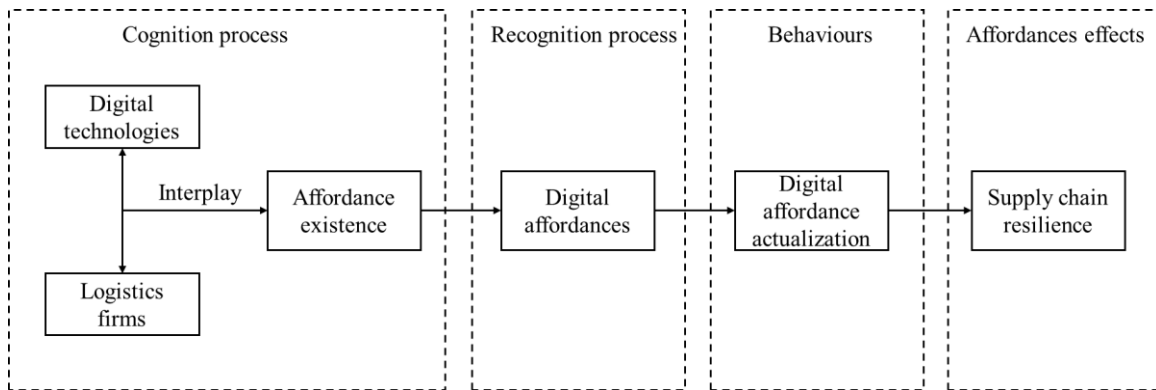 Cognition process
Recognition process
Behaviours
Affordances effects
Digital
technologies
Interplay
Affordance
existence
Digital
affordances
Digital
affordance
actualization
Supply chain
resilience
Logistics
firms